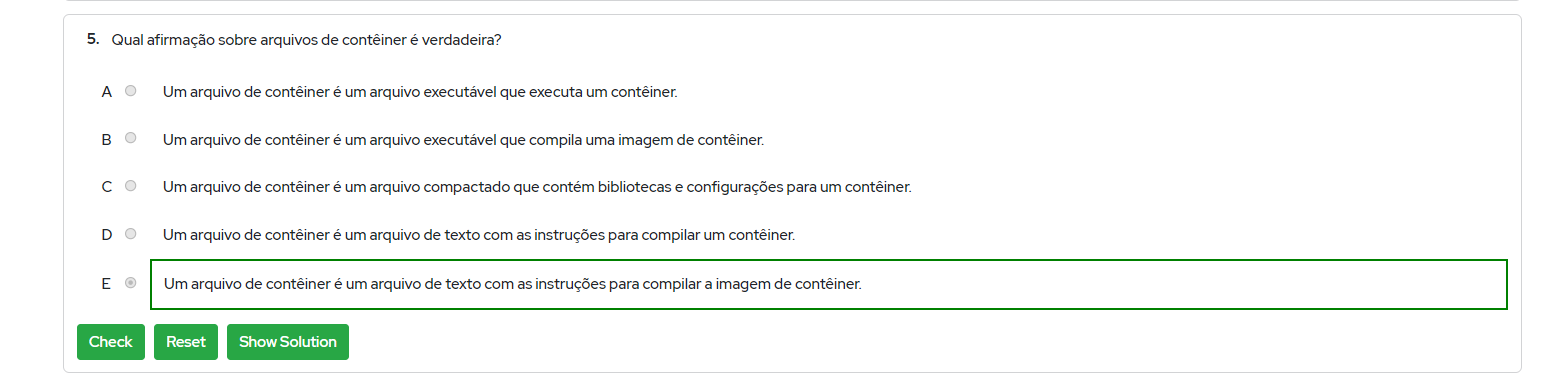 5. Qual afirmação sobre arquivos de contêiner é verdadeira?
A Um arquivo de contêiner é um arquivo executável que executa um contêiner.
B Um arquivo de contêiner é um arquivo executável que compila uma imagem de contêiner.
C Um arquivo de contêiner é um arquivo compactado que contém bibliotecas e configurações para um contêiner.
D Um arquivo de contêiner é um arquivo de texto com as instruções para compilar um contêiner.
E Um arquivo de contêiner é um arquivo de texto com as instruções para compilar a imagem de contêiner.
Check Reset Show Solution